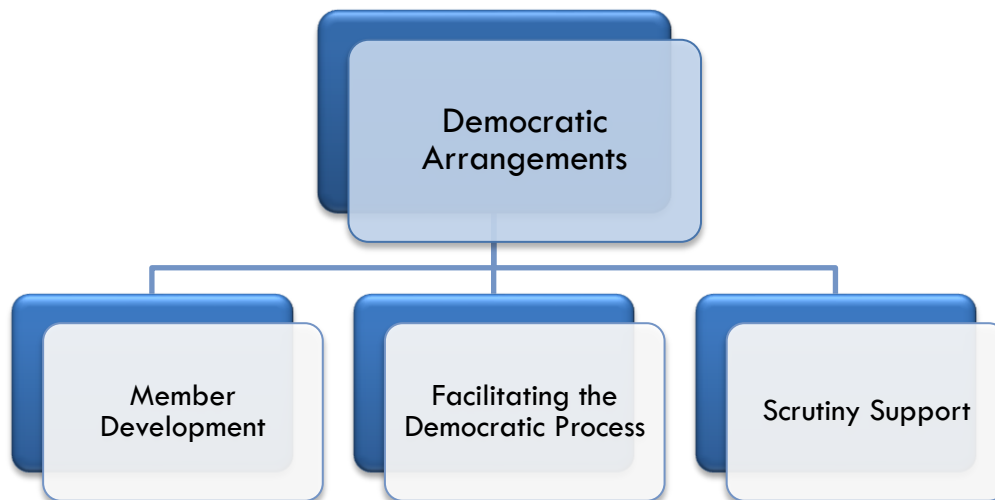 Democratic
Arrangements
Member
Development
Facilitating the
Democratic Process
Scrutiny Support